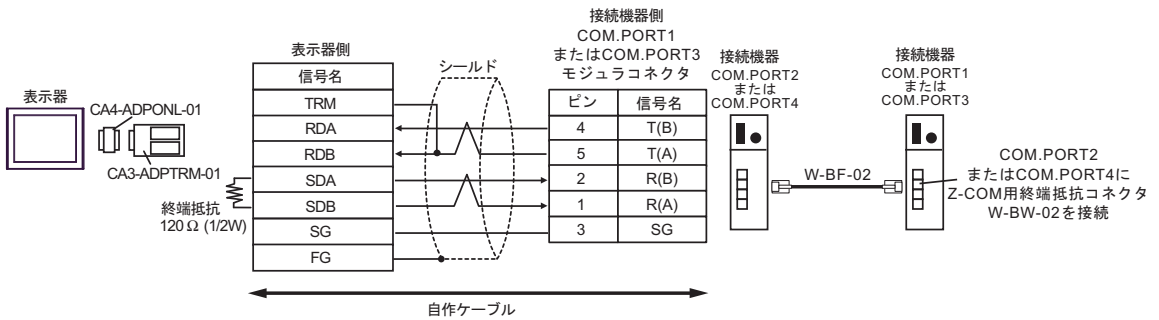 表示器
CA4-ADPONL-01
CA3-ADPTRM-01
終端抵抗
120Ω (1/2W)
表示器側
信号名
TRM
RDA
RDB
SDA
SDB
SG
FG
シールド
接続機器側
COM.PORT1
またはCOM.PORT3
モジュラコネクタ
ピン 信号名
4 T(B)
5 T(A)
2 R(B)
1 R(A)
3 SG
自作ケーブル
接続機器
COM.PORT2
または
COM.PORT4
W-BF-02
接続機器
COM.PORT1
または
COM.PORT3
COM.PORT2
またはCOM.PORT4に
Z-COM用終端抵抗コネクタ
W-BW-02を接続